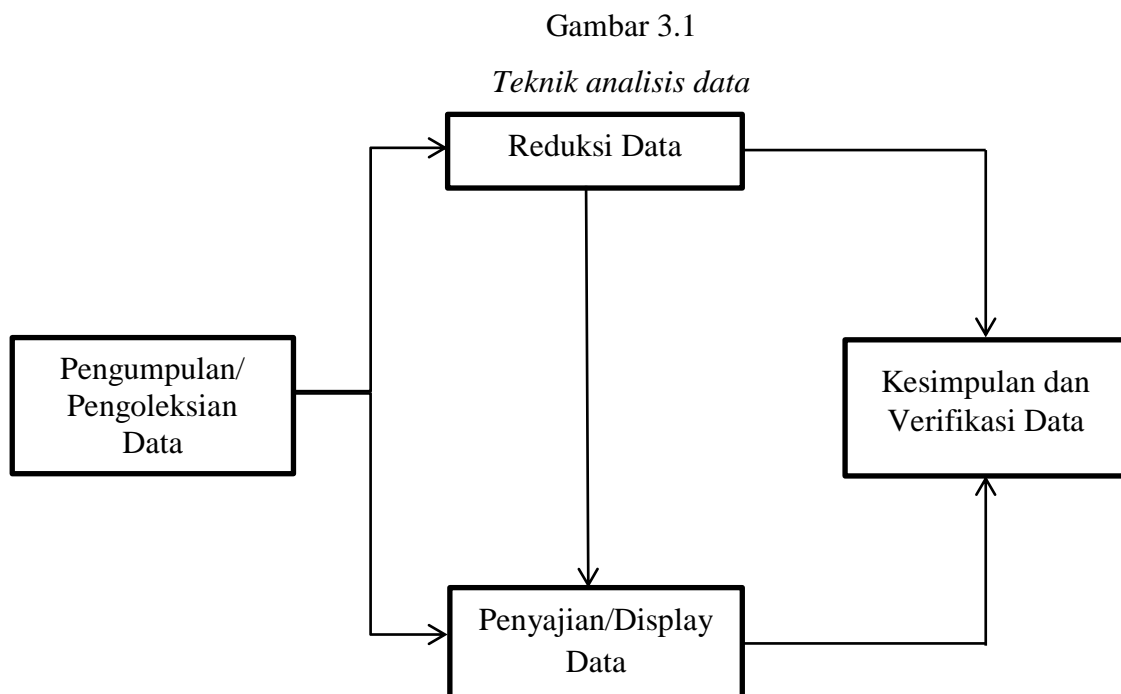 Gambar 3.1
Teknik analisis data
Reduksi Data
Pengumpulan/
Pengoleksian
Data
Kesimpulan dan
Verifikasi Data
Penyajian/Display
Data